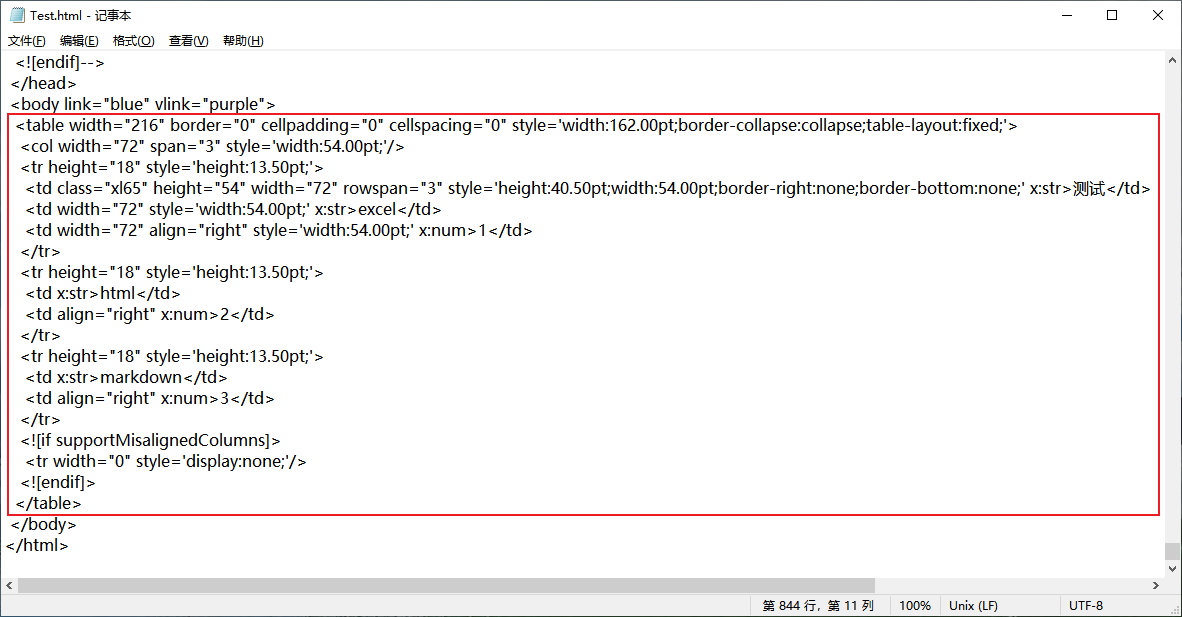 Test.html - 记事本
文件(F) 编辑(E) 格式(O) 查看(V) 帮助(H)
<![endif]-->
</head>
<body link="blue" vlink="purple">
<table width="216" border="0" cellpadding="0" cellspacing="0" style='width:162.00pt;border-collapse:collapse;table-layout:fixed;'>
<col width="72" span="3" style='width:54.00pt;'/>
<tr height="18" style='height:13.50pt;'>
<td class="xl65" height="54" width="72" rowspan="3" style='height:40.50pt;width:54.00pt;border-right:none;border-bottom:none;' x:str>测试</td>
<td width="72" style='width:54.00pt;' x:str>excel</td>
<td width="72" align="right" style='width:54.00pt;' x:num>1</td>
</tr>
<tr height="18" style='height:13.50pt;'>
<td x:str>html</td>
<td align="right" x:num>2</td>
</tr>
<tr height="18" style='height:13.50pt;'>
<td x:str>markdown</td>
<td align="right" x:num>3</td>
</tr>
<![if supportMisalignedColumns]>
<tr width="0" style='display:none;'/>
<![endif]>
</table>
</body>
</html>
第 844 行，第 11 列 100% Unix (LF) UTF-8